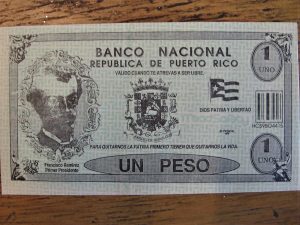 BANCO NACIONAL
REPUBLICA DE PUERTO RICO
VALIDO CUANDO TE ATREVAS A SER LIBRE.
1
UNO
DIOS PATRIA Y LIBERTAD
Francisco Ramírez
Primer Presidente
PARA QUITARNOS LA PATRIA PRIMERO TIENEN QUE QUITARNOS LA VIDA.
UN PESO
1
UNO